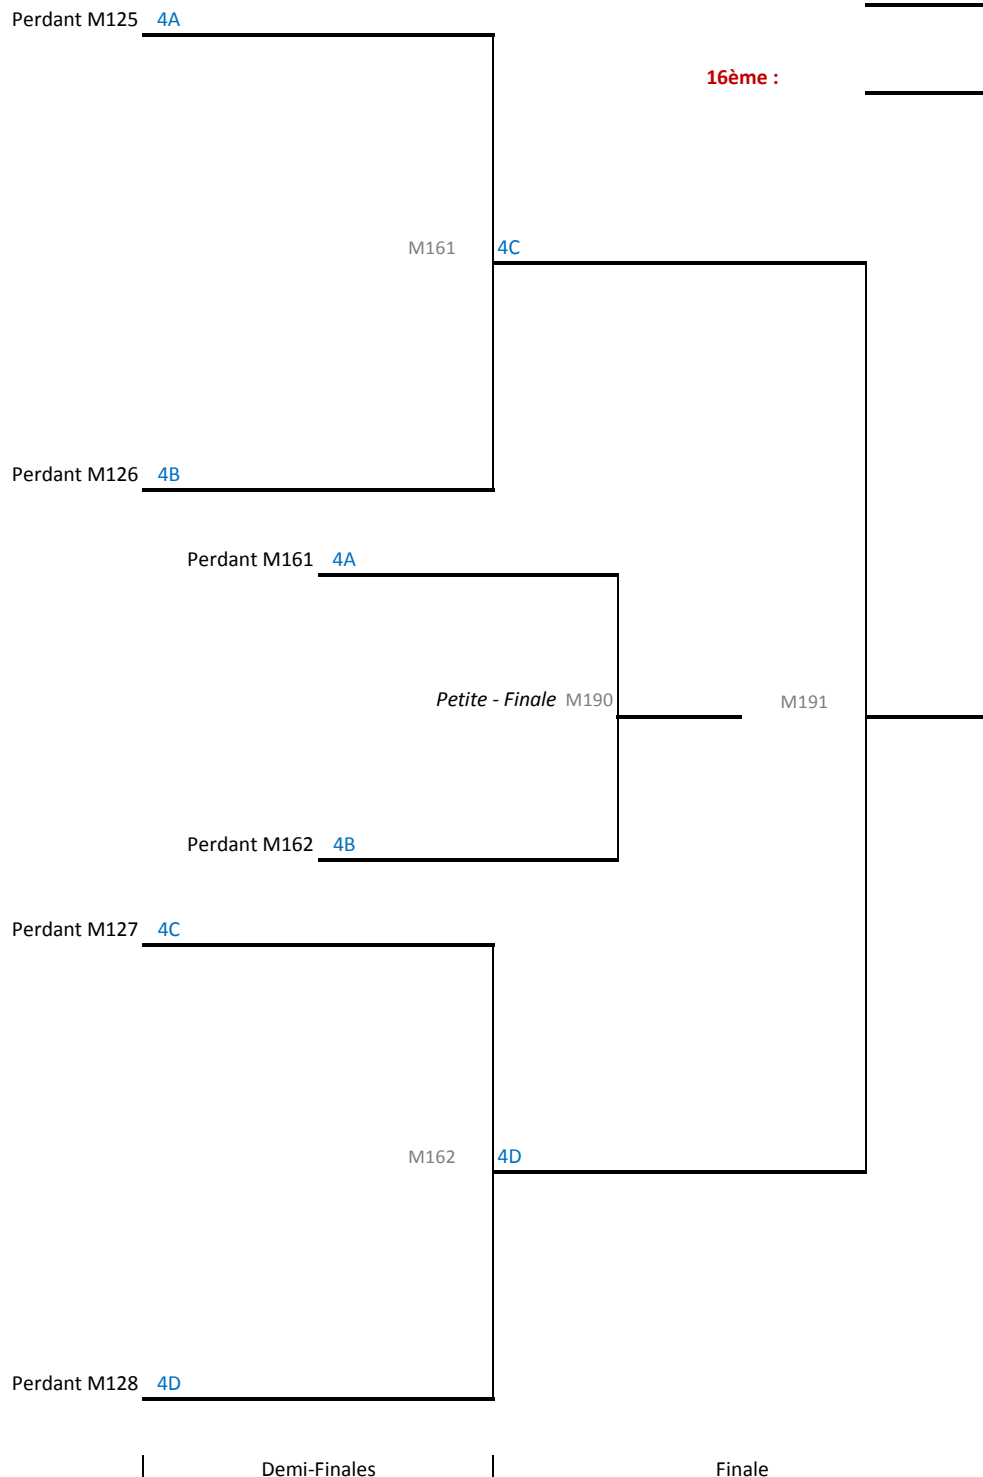 Perdant M125 4A
16ème :
M161 4C
Perdant M126 4B
Perdant M161 4A
Petite - Finale M190 M191
Perdant M162 4B
Perdant M127 4C
M162 4D
Perdant M128 4D
Demi-Finales Finale